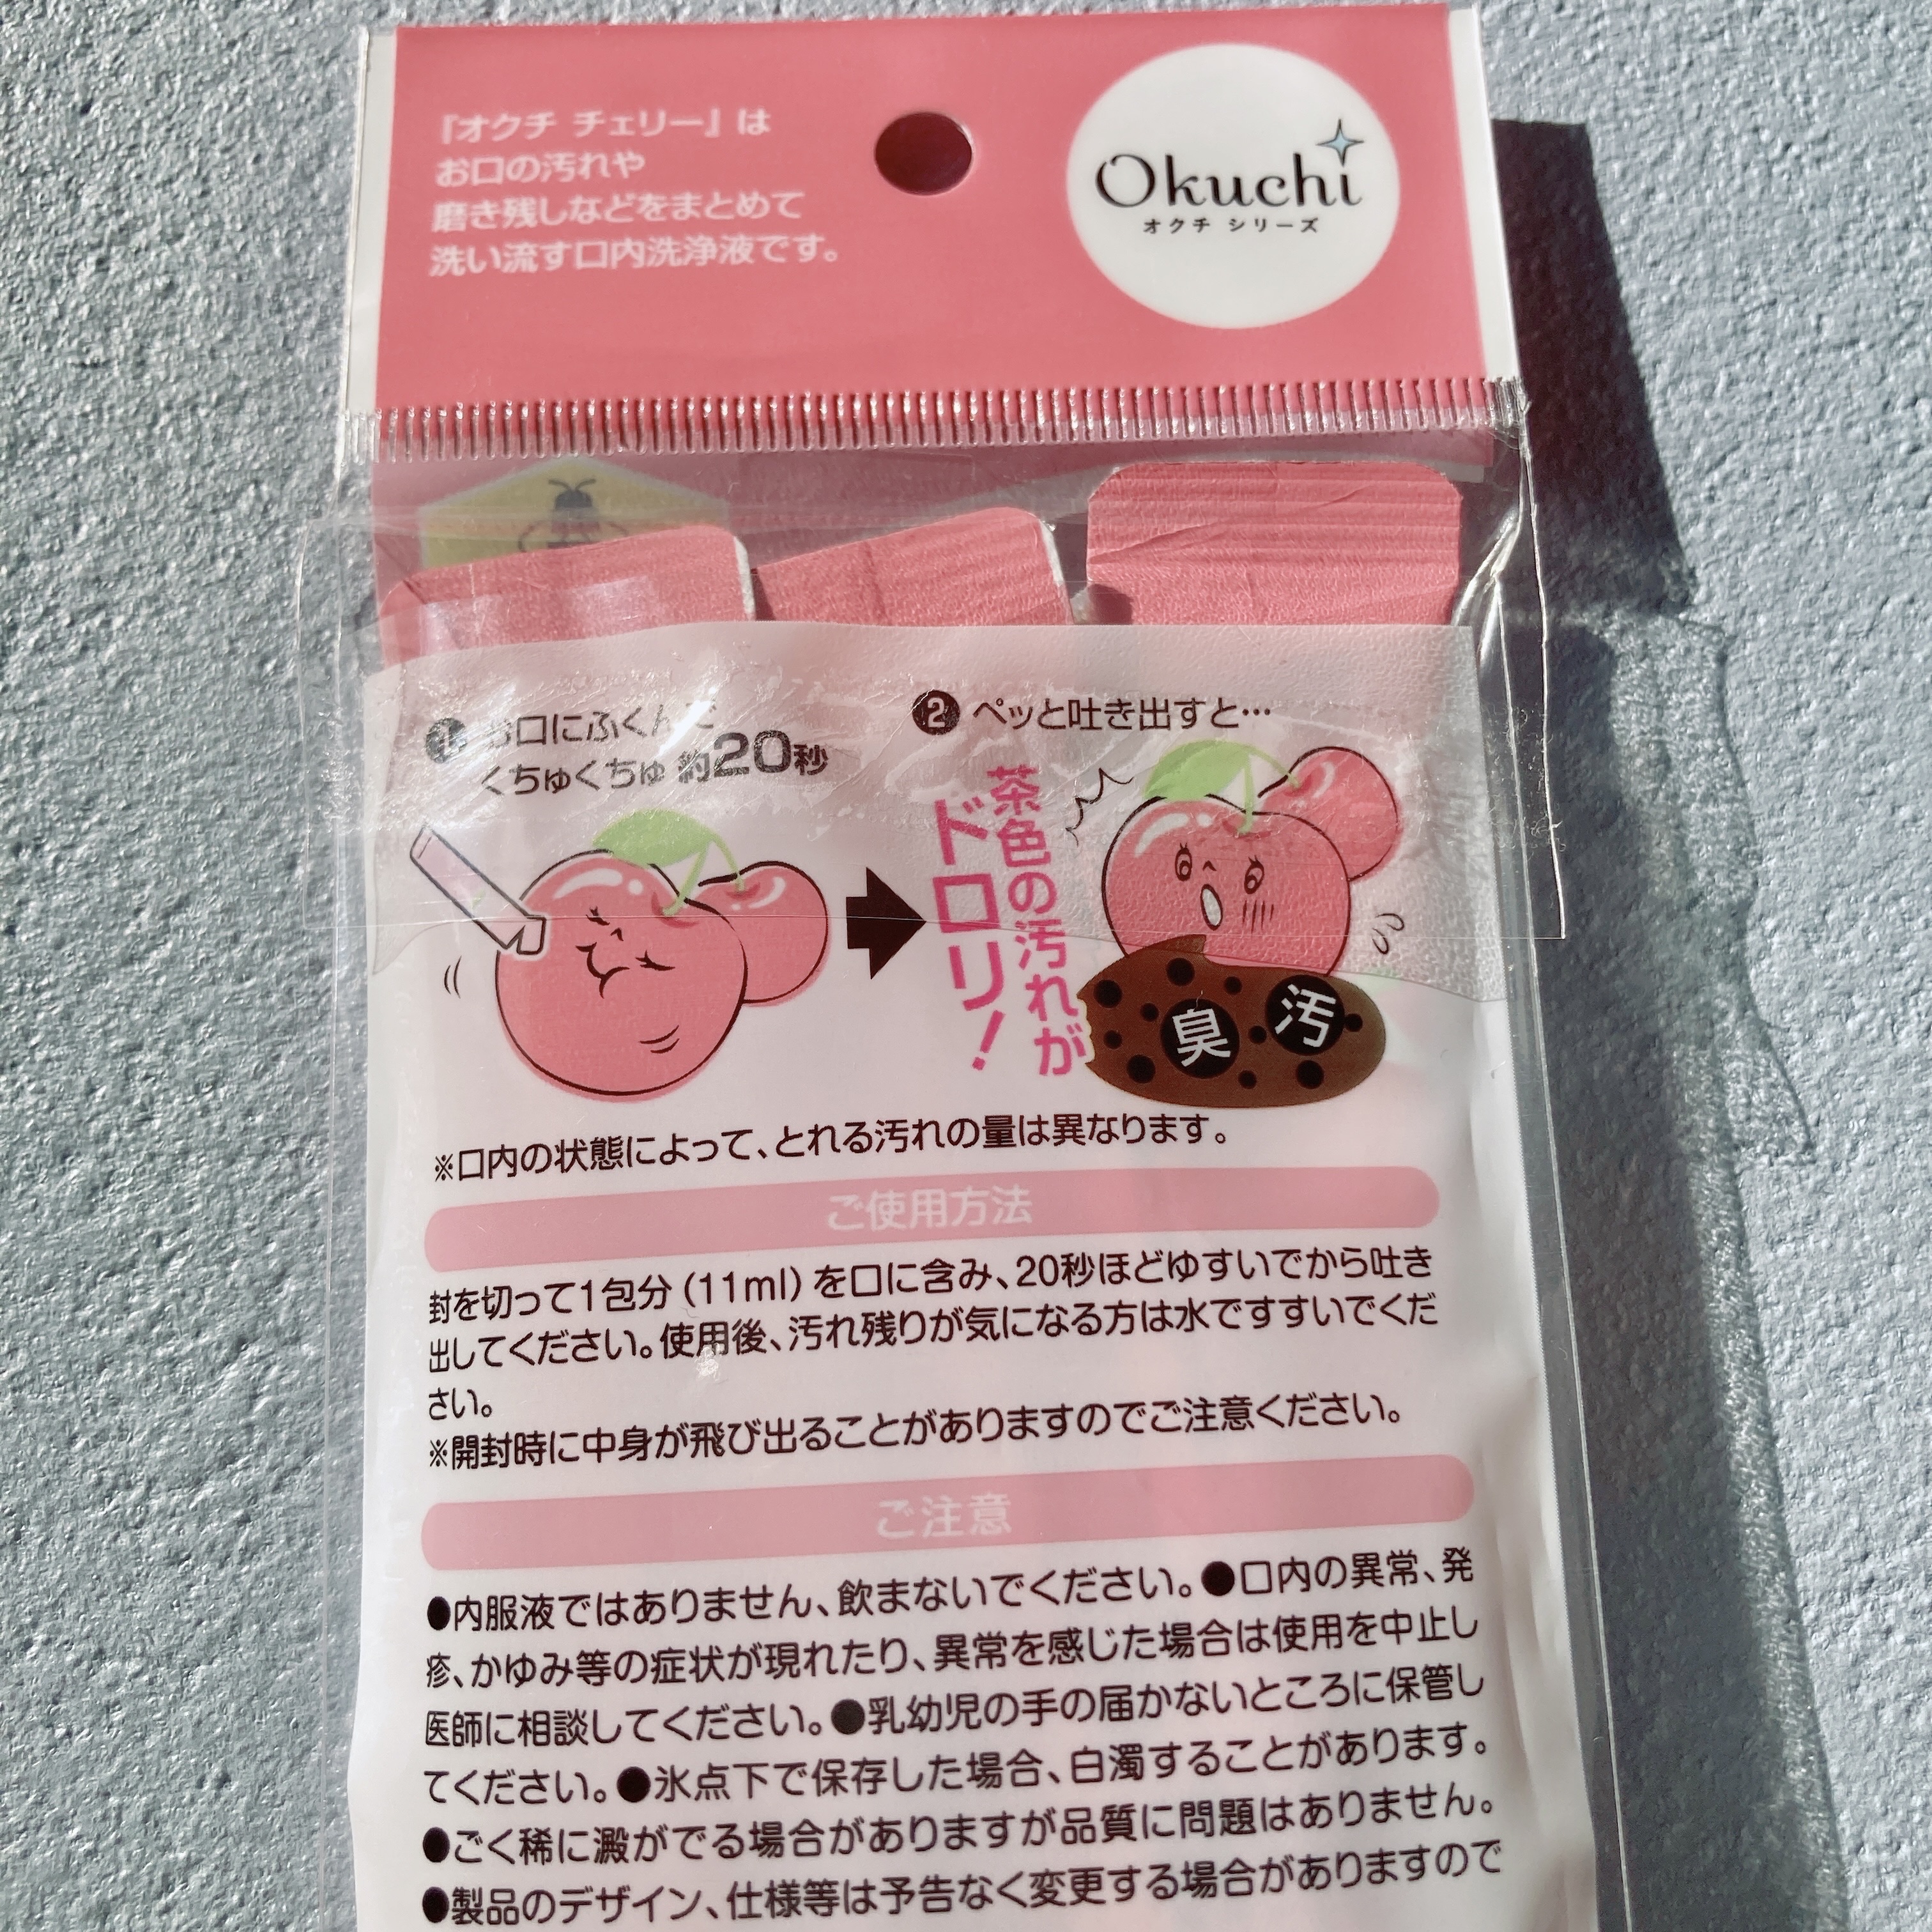 『オクチ チェリー』は
お口の汚れや
磨き残しなどをまとめて
洗い流す口内洗浄液です。
Okuchi
オクチ シリーズ
1 お口にふくんで
くちゅくちゅ 約20秒
2 ペッと吐き出すと…
茶色の汚れが
ドロリ!
臭
汚
※口内の状態によって、とれる汚れの量は異なります。
ご使用方法
封を切って1包分(11ml)を口に含み、20秒ほどゆすいでから吐き
出してください。使用後、汚れ残りが気になる方は水ですすいでくだ
さい。
※開封時に中身が飛び出ることがありますのでご注意ください。
ご注意
●内服液ではありません、飲まないでください。●口内の異常、発
疹、かゆみ等の症状が現れたり、異常を感じた場合は使用を中止し
医師に相談してください。●乳幼児の手の届かないところに保管し
てください。●氷点下で保存した場合、白濁することがあります。
●ごく稀に澱がでる場合がありますが品質に問題はありません。
●製品のデザイン、仕様等は予告なく変更する場合がありますので